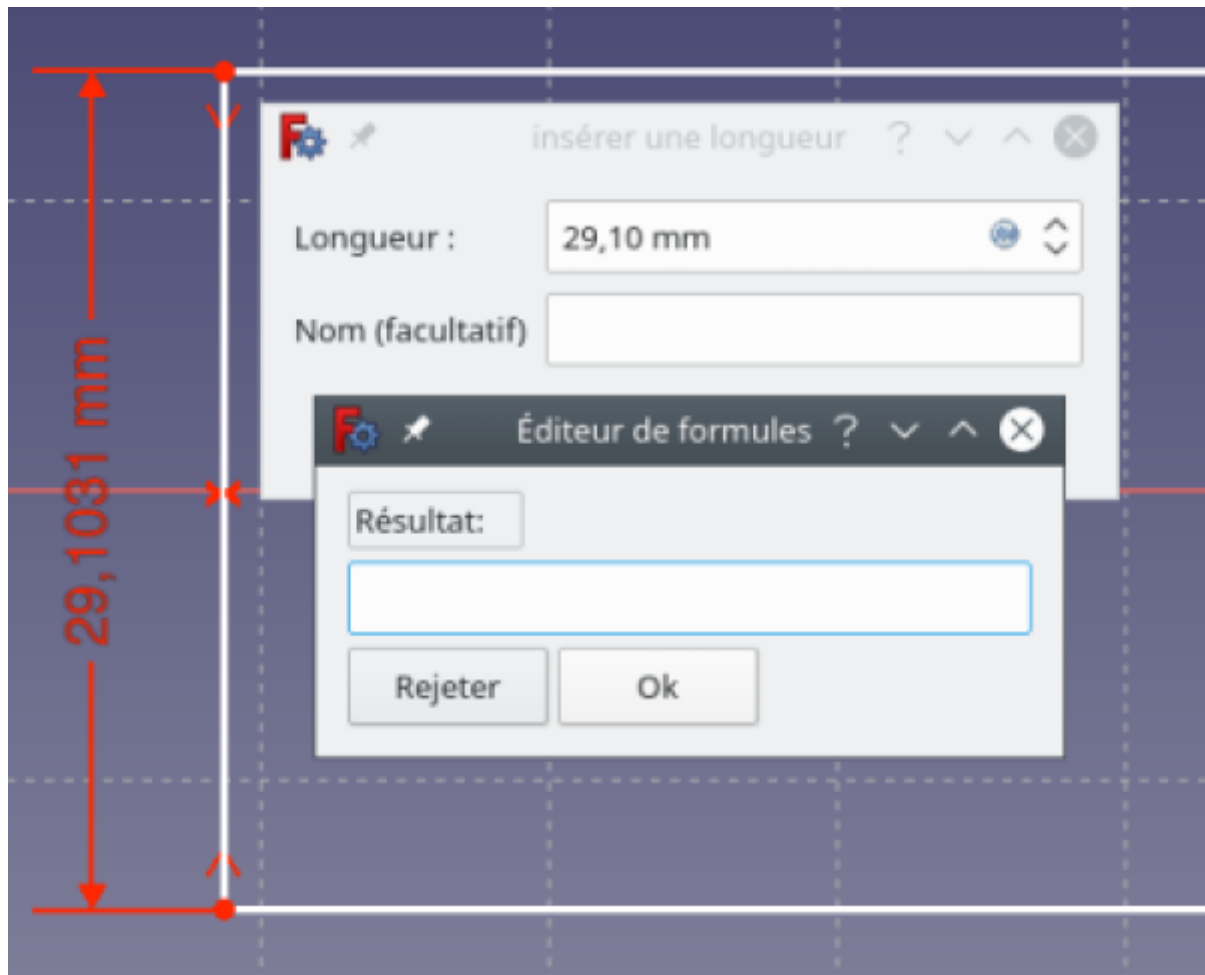 insérer une longueur
Longueur : 29,10 mm
Nom (facultatif)
29,1031 mm
Éditeur de formules
Résultat:
Rejeter Ok